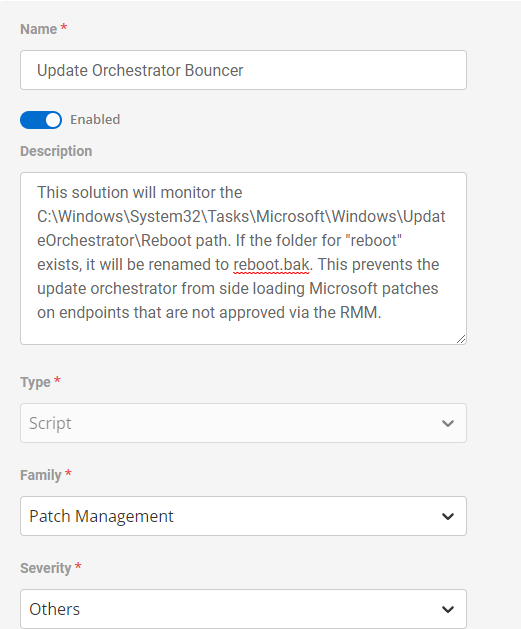 Name *
Update Orchestrator Bouncer
Enabled
Description
This solution will monitor the
C:\Windows\System32\Tasks\Microsoft\Windows\Updat
eOrchestrator\Reboot path. If the folder for "reboot"
exists, it will be renamed to reboot.bak. This prevents the
update orchestrator from side loading Microsoft patches
on endpoints that are not approved via the RMM.
Type *
Script
Family *
Patch Management
Severity *
Others